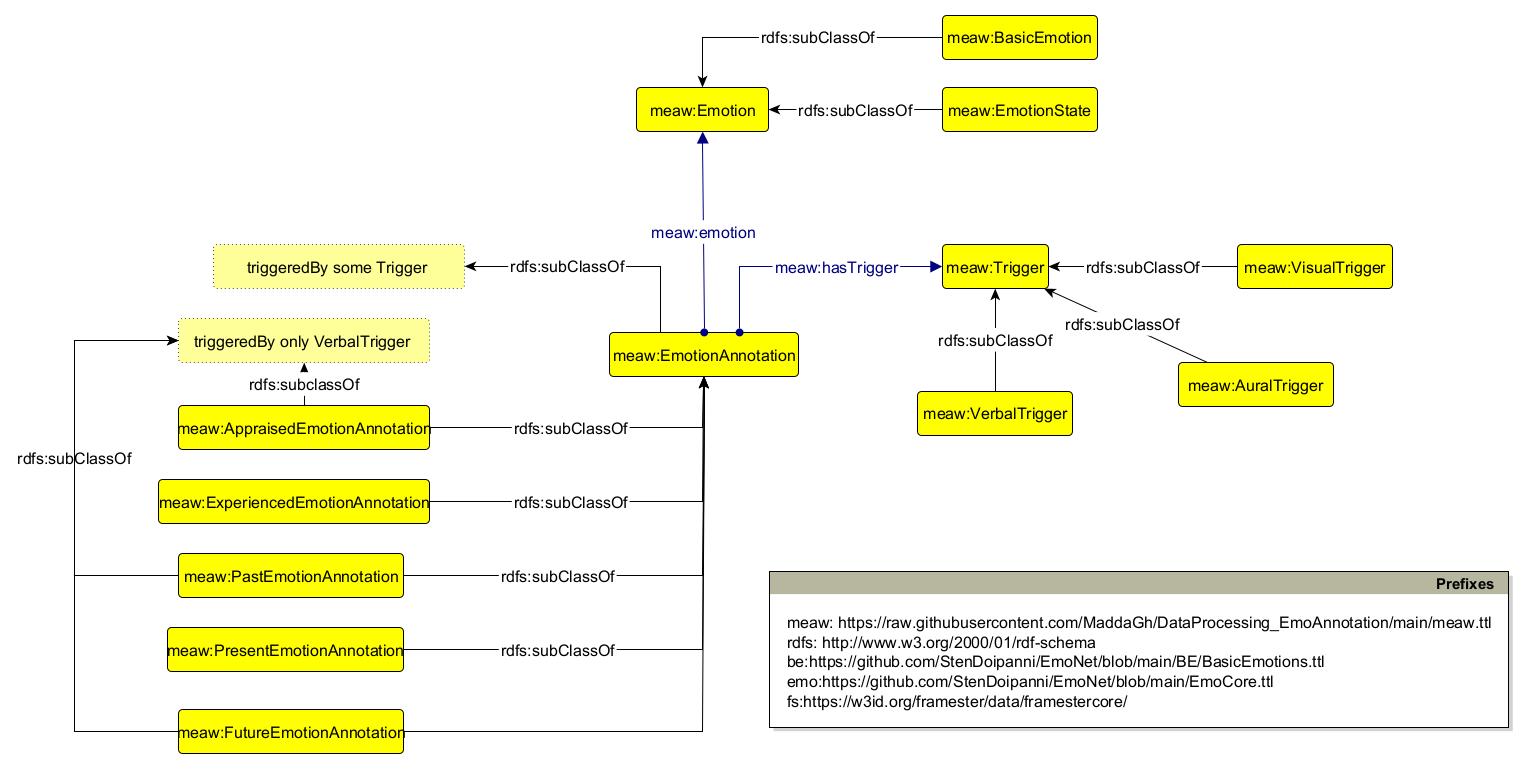 rdfs:subClassOf
meaw:BasicEmotion
meaw:Emotion
rdfs:subClassOf
meaw:EmotionState
meaw:emotion
triggeredBy some Trigger
rdfs:subClassOf
meaw:hasTrigger
meaw:Trigger
rdfs:subClassOf
meaw:VisualTrigger
triggeredBy only VerbalTrigger
rdfs:subclassOf
meaw:EmotionAnnotation
rdfs:subClassOf
rdfs:subClassOf
meaw:AuralTrigger
meaw:VerbalTrigger
meaw:AppraisedEmotionAnnotation
rdfs:subClassOf
rdfs:subClassOf
meaw:ExperiencedEmotionAnnotation
rdfs:subClassOf
meaw:PastEmotionAnnotation
rdfs:subClassOf
meaw:PresentEmotionAnnotation
rdfs:subClassOf
meaw:FutureEmotionAnnotation
Prefixes
meaw: https://raw.githubusercontent.com/MaddaGh/DataProcessing_EmoAnnotation/main/meaw.ttl
rdfs: http://www.w3.org/2000/01/rdf-schema
be:https://github.com/StenDoipanni/EmoNet/blob/main/BE/BasicEmotions.ttl
emo:https://github.com/StenDoipanni/EmoNet/blob/main/EmoCore.ttl
fs:https://w3id.org/framester/data/framestercore/